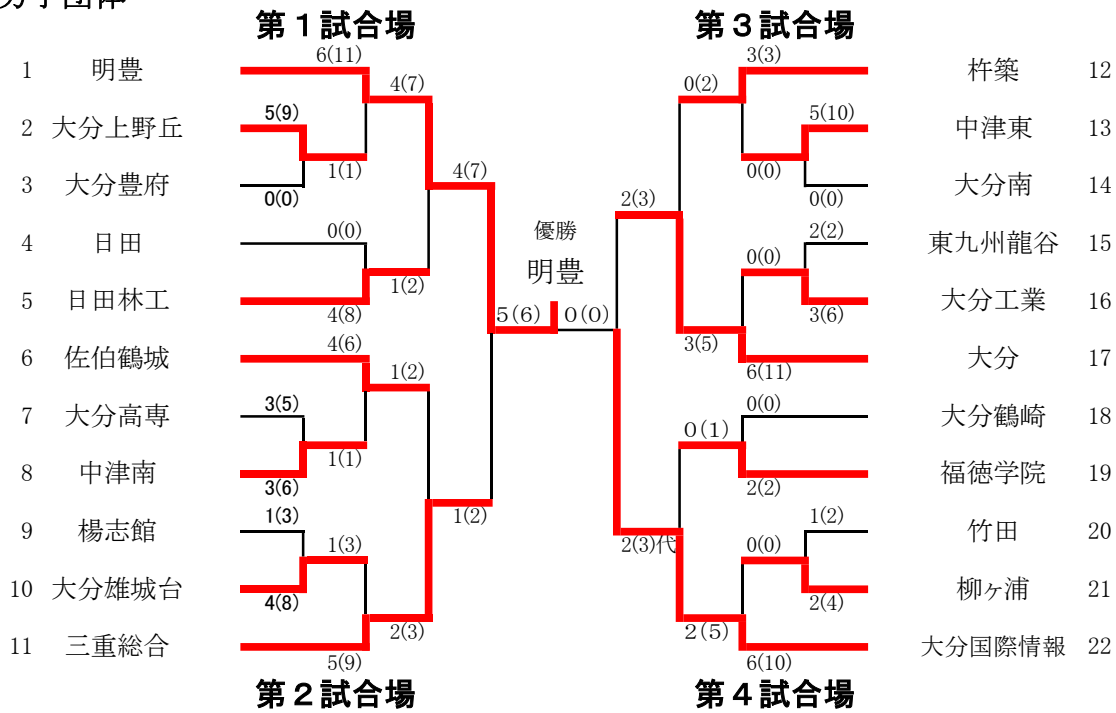 第１試合場
第３試合場
1 明豊
6(11)
4(7)
2 大分上野丘
5(9)
1(1)
3 大分豊府
0(0)
4(7)
4 日田
0(0)
1(2)
5 日田林工
4(8)
優勝
明豊
5(6)
0(0)
6 佐伯鶴城
4(6)
1(2)
7 大分高専
3(5)
1(1)
8 中津南
3(6)
1(2)
9 楊志館
1(3)
1(3)
10 大分雄城台
4(8)
2(3)
11 三重総合
5(9)
3(3)
杵築 12
0(2)
5(10)
中津東 13
0(0)
大分南 14
0(0)
2(3)
2(2)
東九州龍谷 15
0(0)
大分工業 16
3(6)
3(5)
大分 17
6(11)
0(0)
大分鶴崎 18
0(1)
福徳学院 19
2(2)
2(3)代
1(2)
竹田 20
0(0)
柳ヶ浦 21
2(4)
2(5)
大分国際情報 22
6(10)
第２試合場
第４試合場